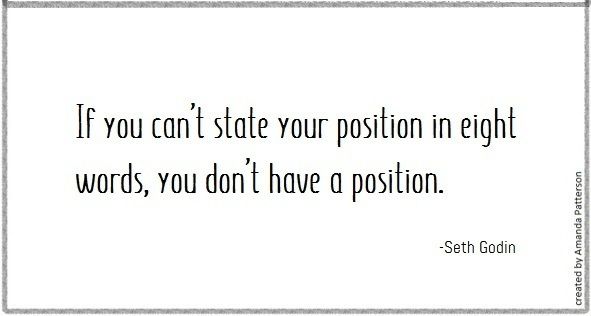 If you can't state your position in eight
words, you don't have a position.
-Seth Godin
created by Amanda Patterson